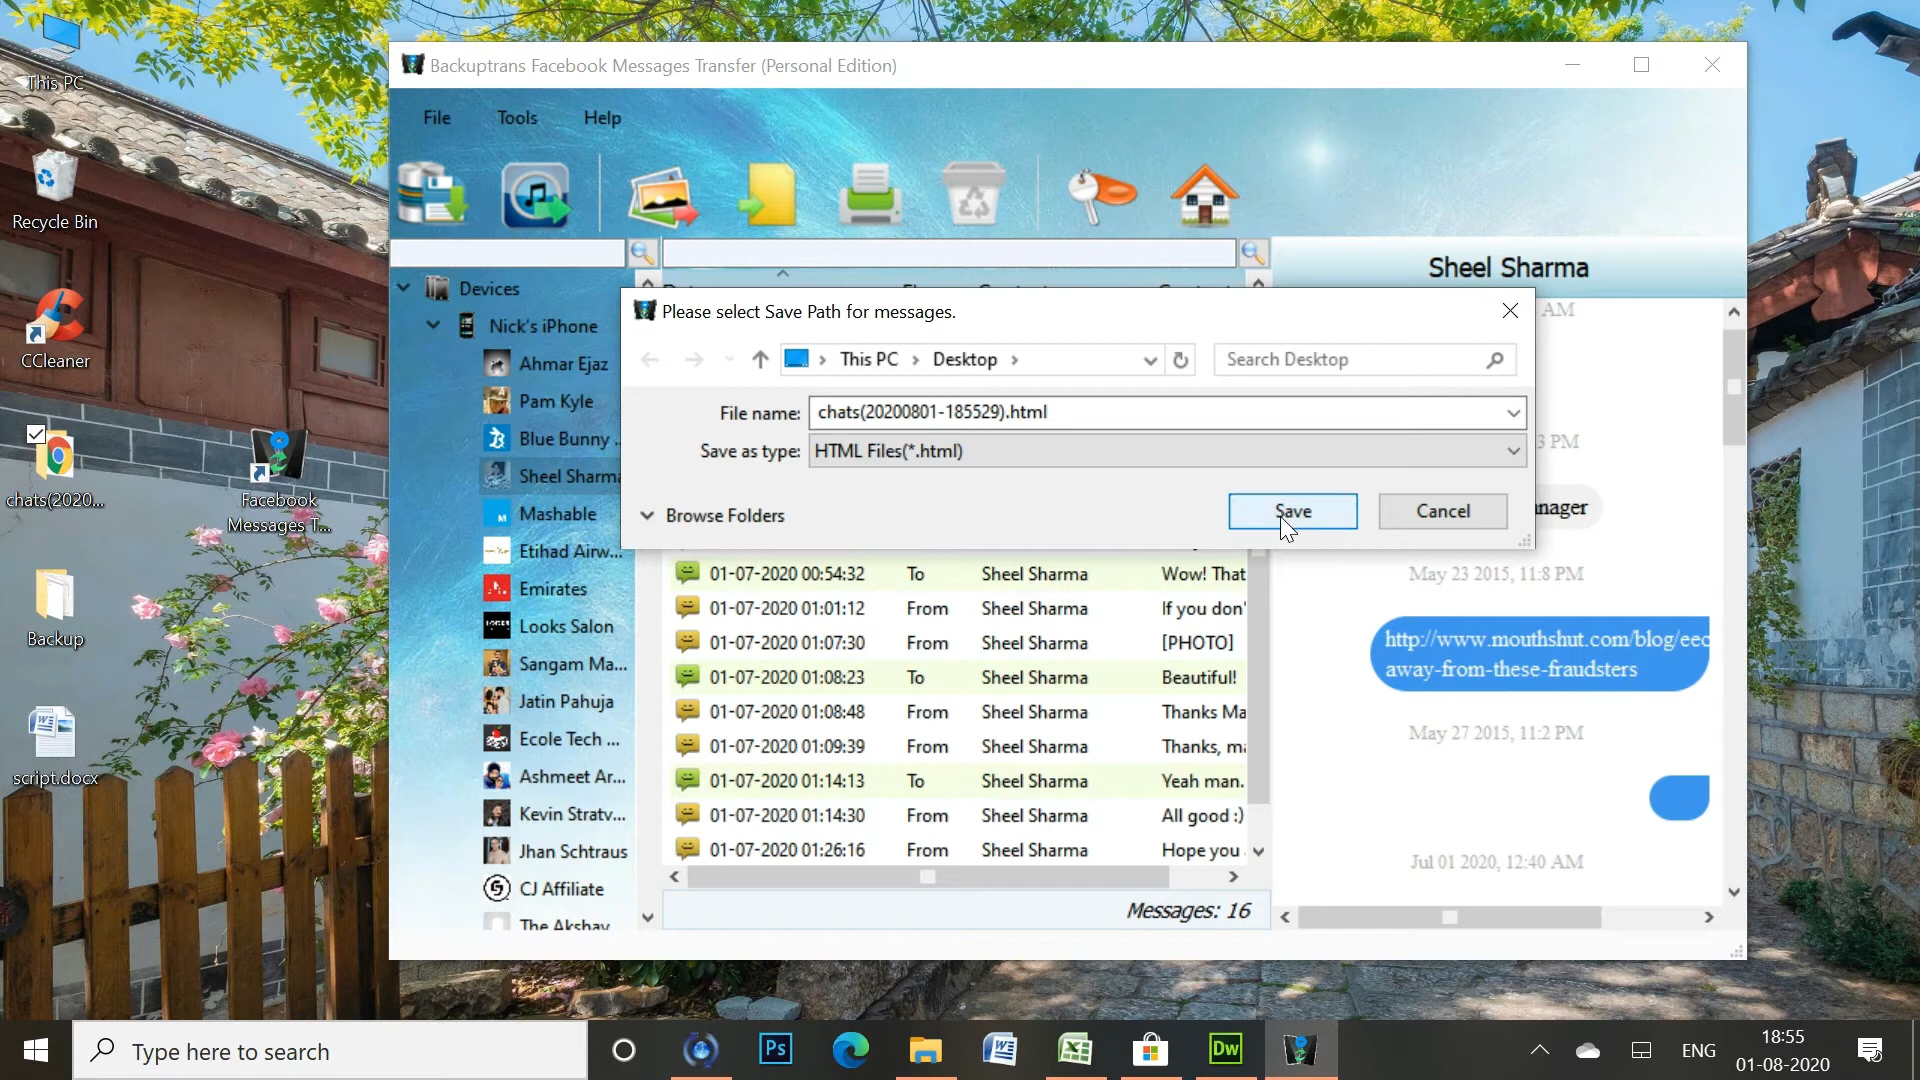 This PC
Recycle Bin
CCleaner
chats(2020...
Facebook
Messages T...
Backup
script.docx
Backuptrans Facebook Messages Transfer (Personal Edition)
File Tools Help
Devices
Nick's iPhone
Ahmar Ejaz
Pam Kyle
Blue Bunny ...
Sheel Sharma
Mashable
Etihad Airw...
Emirates
Looks Salon
Sangam Ma...
Jatin Pahuja
Ecole Tech ...
Ashmeet Ar...
Kevin Stratv...
Jhan Schtraus
CJ Affiliate
The Akshay
Please select Save Path for messages.
This PC > Desktop >
Search Desktop
File name: chats(20200801-185529).html
Save as type: HTML Files(*.html)
Browse Folders
Save
Cancel
01-07-2020 00:54:32 To Sheel Sharma Wow! That
01-07-2020 01:01:12 From Sheel Sharma If you don'
01-07-2020 01:07:30 From Sheel Sharma [PHOTO]
01-07-2020 01:08:23 To Sheel Sharma Beautiful!
01-07-2020 01:08:48 From Sheel Sharma Thanks Ma
01-07-2020 01:09:39 From Sheel Sharma Thanks, ma
01-07-2020 01:14:13 To Sheel Sharma Yeah man.
01-07-2020 01:14:30 From Sheel Sharma All good :)
01-07-2020 01:26:16 From Sheel Sharma Hope you
Messages: 16
Sheel Sharma
AM
3 PM
nager
May 23 2015, 11:8 PM
http://www.mouthshut.com/blog/eec
away-from-these-fraudsters
May 27 2015, 11:2 PM
Jul 01 2020, 12:40 AM
Type here to search
Ps
Dw
ENG
18:55
01-08-2020